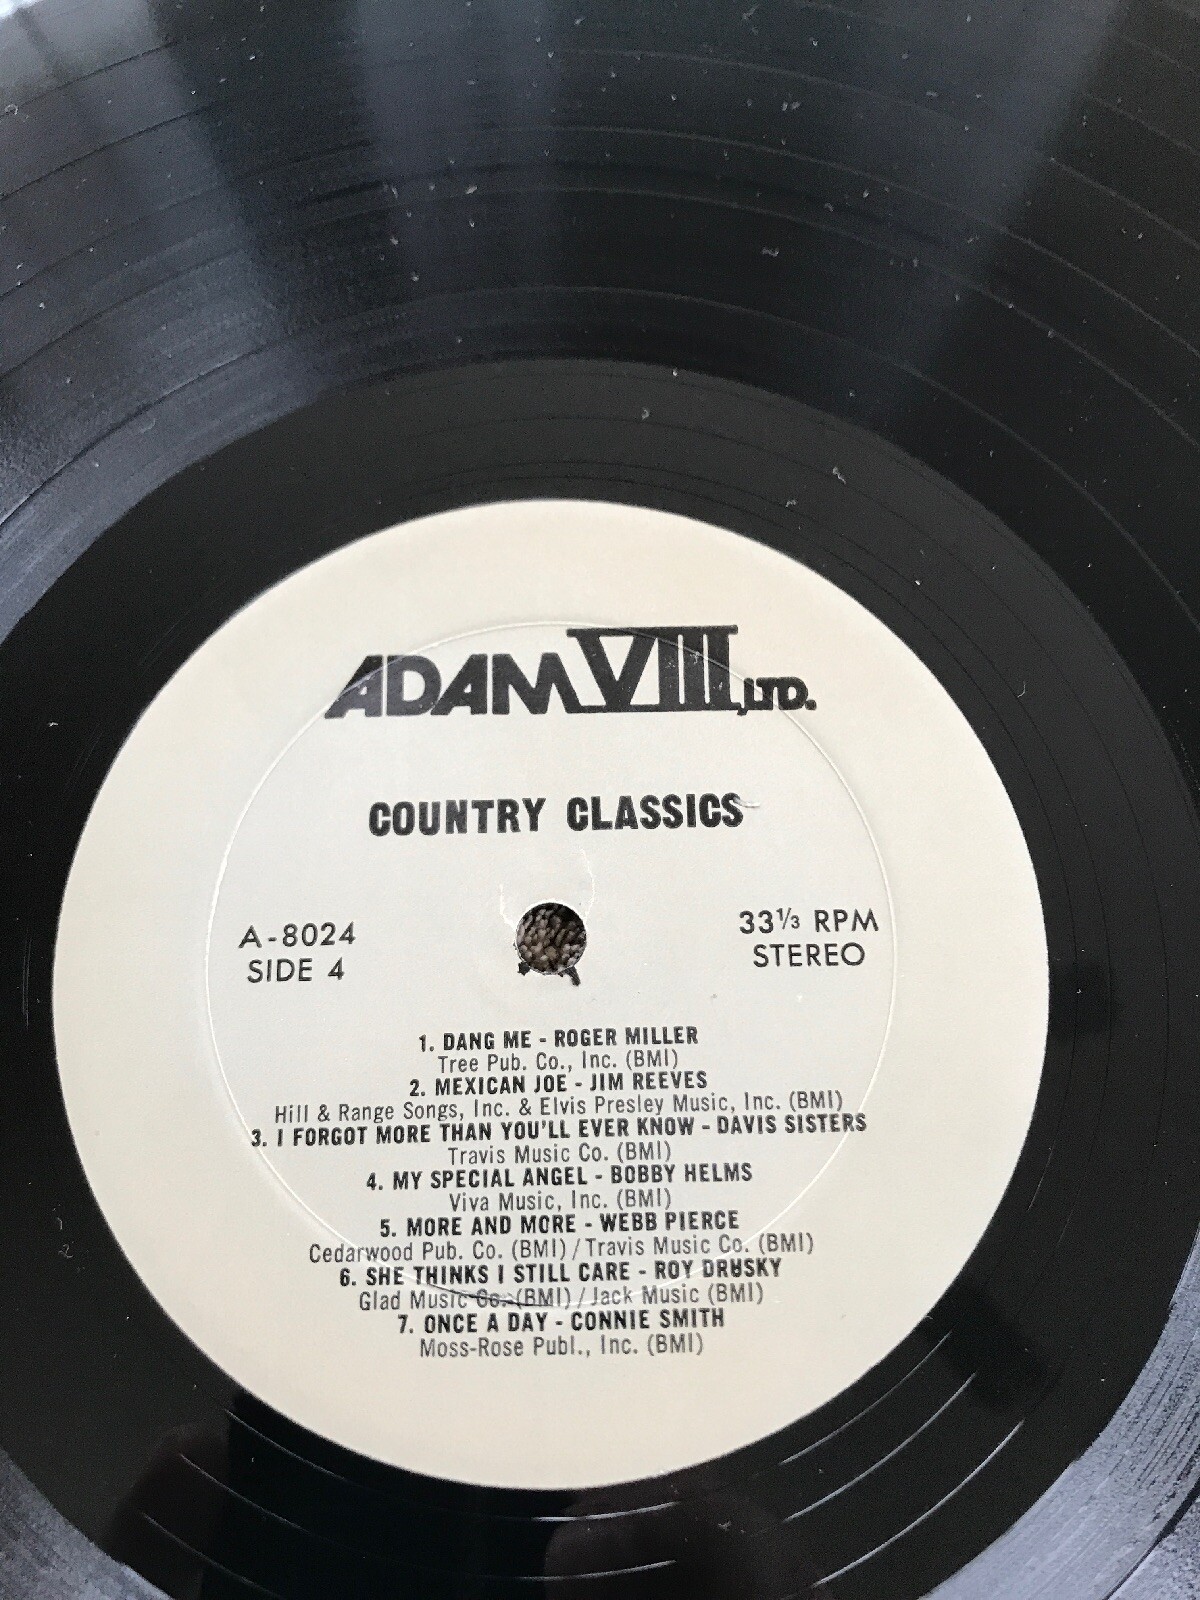 ADAM VIII, LTD.
COUNTRY CLASSICS
A-8024
SIDE 4
33⅓ RPM
STEREO
1. DANG ME - ROGER MILLER
Tree Pub. Co., Inc. (BMI)
2. MEXICAN JOE - JIM REEVES
Hill & Range Songs, Inc. & Elvis Presley Music, Inc. (BMI)
3. I FORGOT MORE THAN YOU'LL EVER KNOW - DAVIS SISTERS
Travis Music Co. (BMI)
4. MY SPECIAL ANGEL - BOBBY HELMS
Viva Music, Inc. (BMI)
5. MORE AND MORE - WEBB PIERCE
Cedarwood Pub. Co. (BMI) / Travis Music Co. (BMI)
6. SHE THINKS I STILL CARE - ROY DRUSKY
Glad Music Co. (BMI) / Jack Music (BMI)
7. ONCE A DAY - CONNIE SMITH
Moss-Rose Publ., Inc. (BMI)